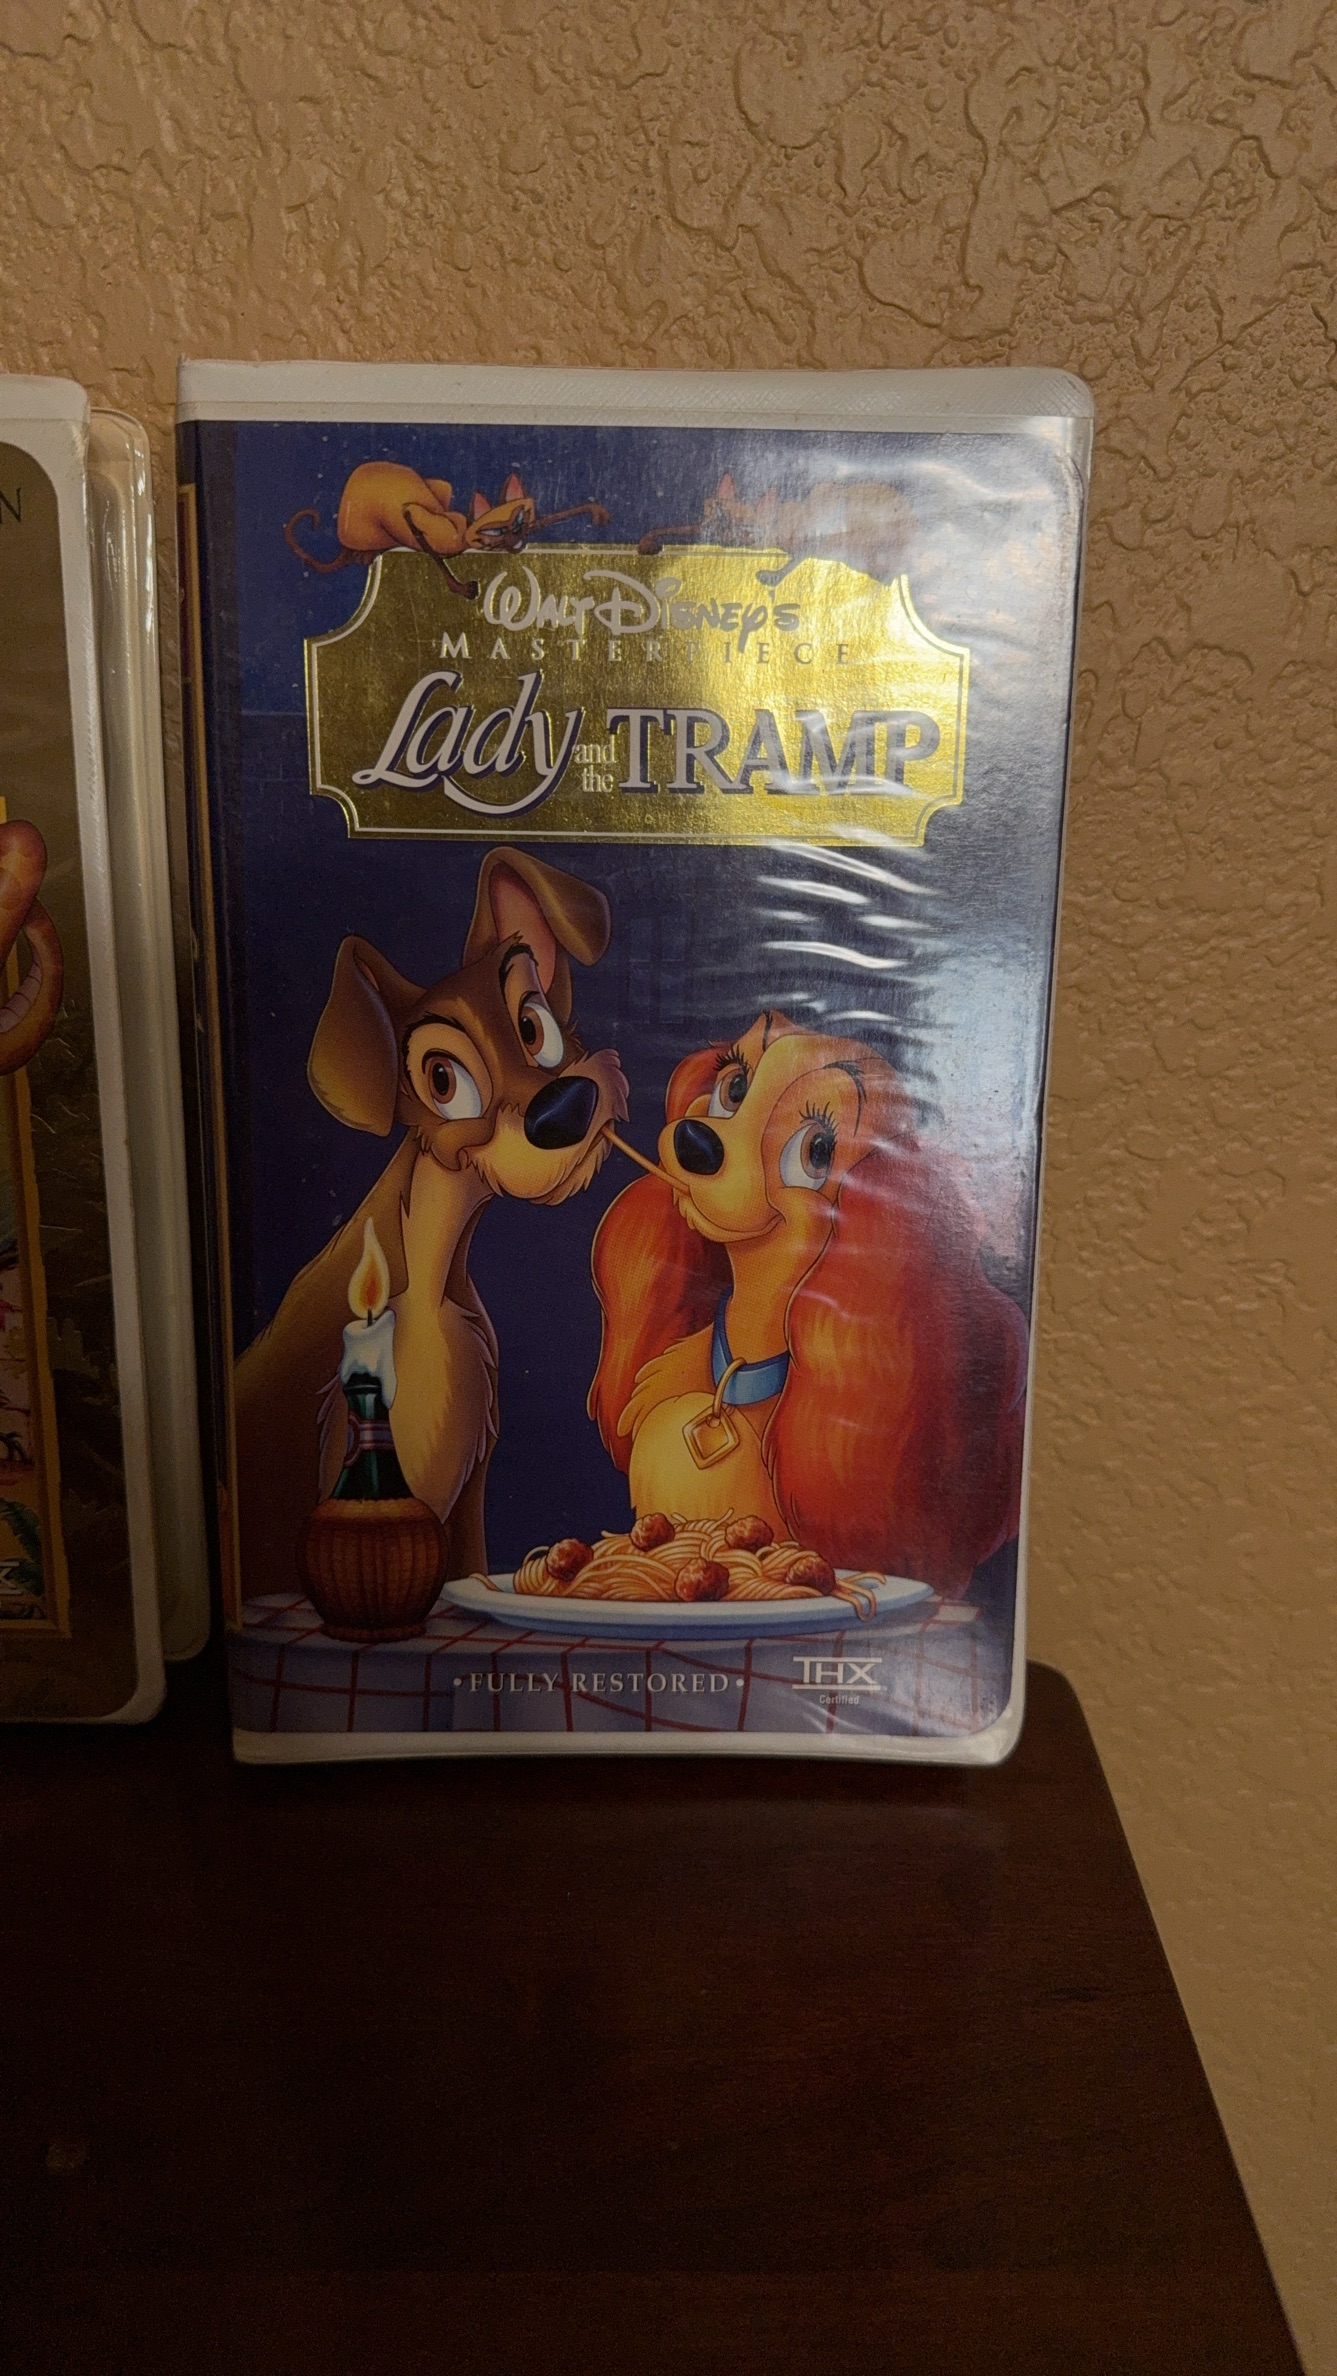 N
WALT DISNEY'S
MASTERPIECE
Lady and the TRAMP
• FULLY RESTORED •
THX
Certified